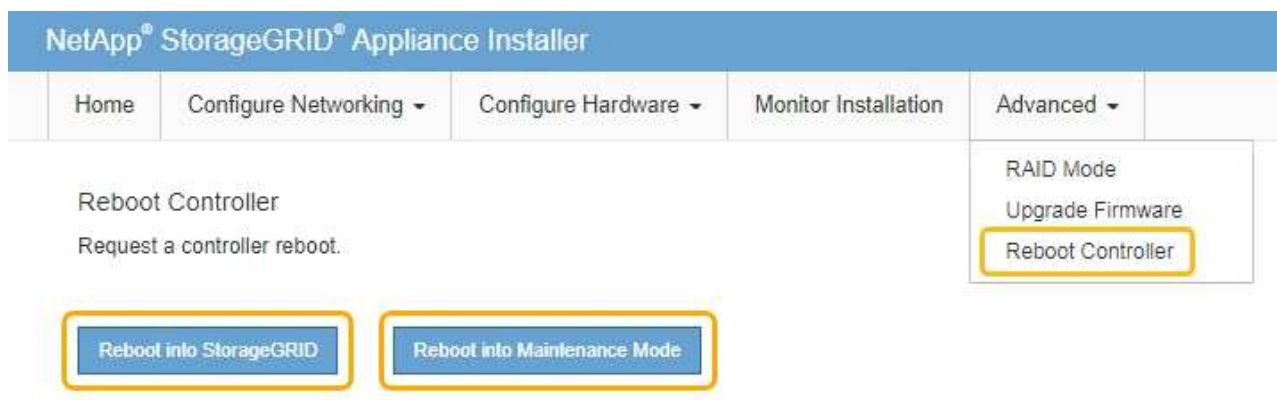 NetApp® StorageGRID® Appliance Installer
Home Configure Networking Configure Hardware Monitor Installation Advanced
RAID Mode
Upgrade Firmware
Reboot Controller
Reboot Controller
Request a controller reboot.
Reboot into StorageGRID Reboot into Maintenance Mode